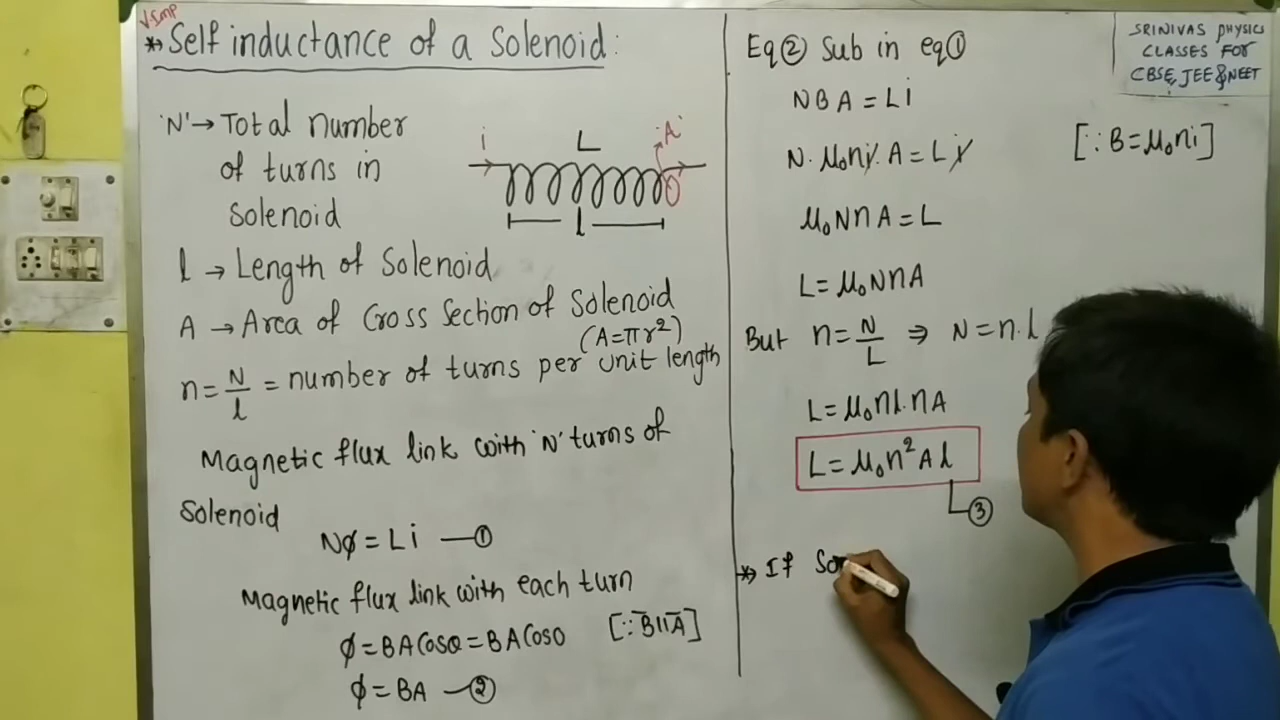 V.Imp
* Self inductance of a Solenoid:
'N' → Total number
of turns in
Solenoid
i
L
'A'
l
l → Length of Solenoid
A → Area of Cross Section of Solenoid
(A=πr²)
n = N/l = number of turns per unit length
Magnetic flux link with 'N' turns of
Solenoid
Nϕ = Li —①
Magnetic flux link with each turn
ϕ = BA Cosθ = BA Cos0 [∵ B̅ || A̅]
ϕ = BA —②
Eq② Sub in eq①
NBA = Li
N. μ₀ni. A = Li [∵ B = μ₀ni]
μ₀NnA = L
L = μ₀NnA
But n = N/L ⇒ N = n.l
L = μ₀nl.nA
L = μ₀n²Al
③
* If So
SRINIVAS PHYSICS
CLASSES FOR
CBSE, JEE & NEET